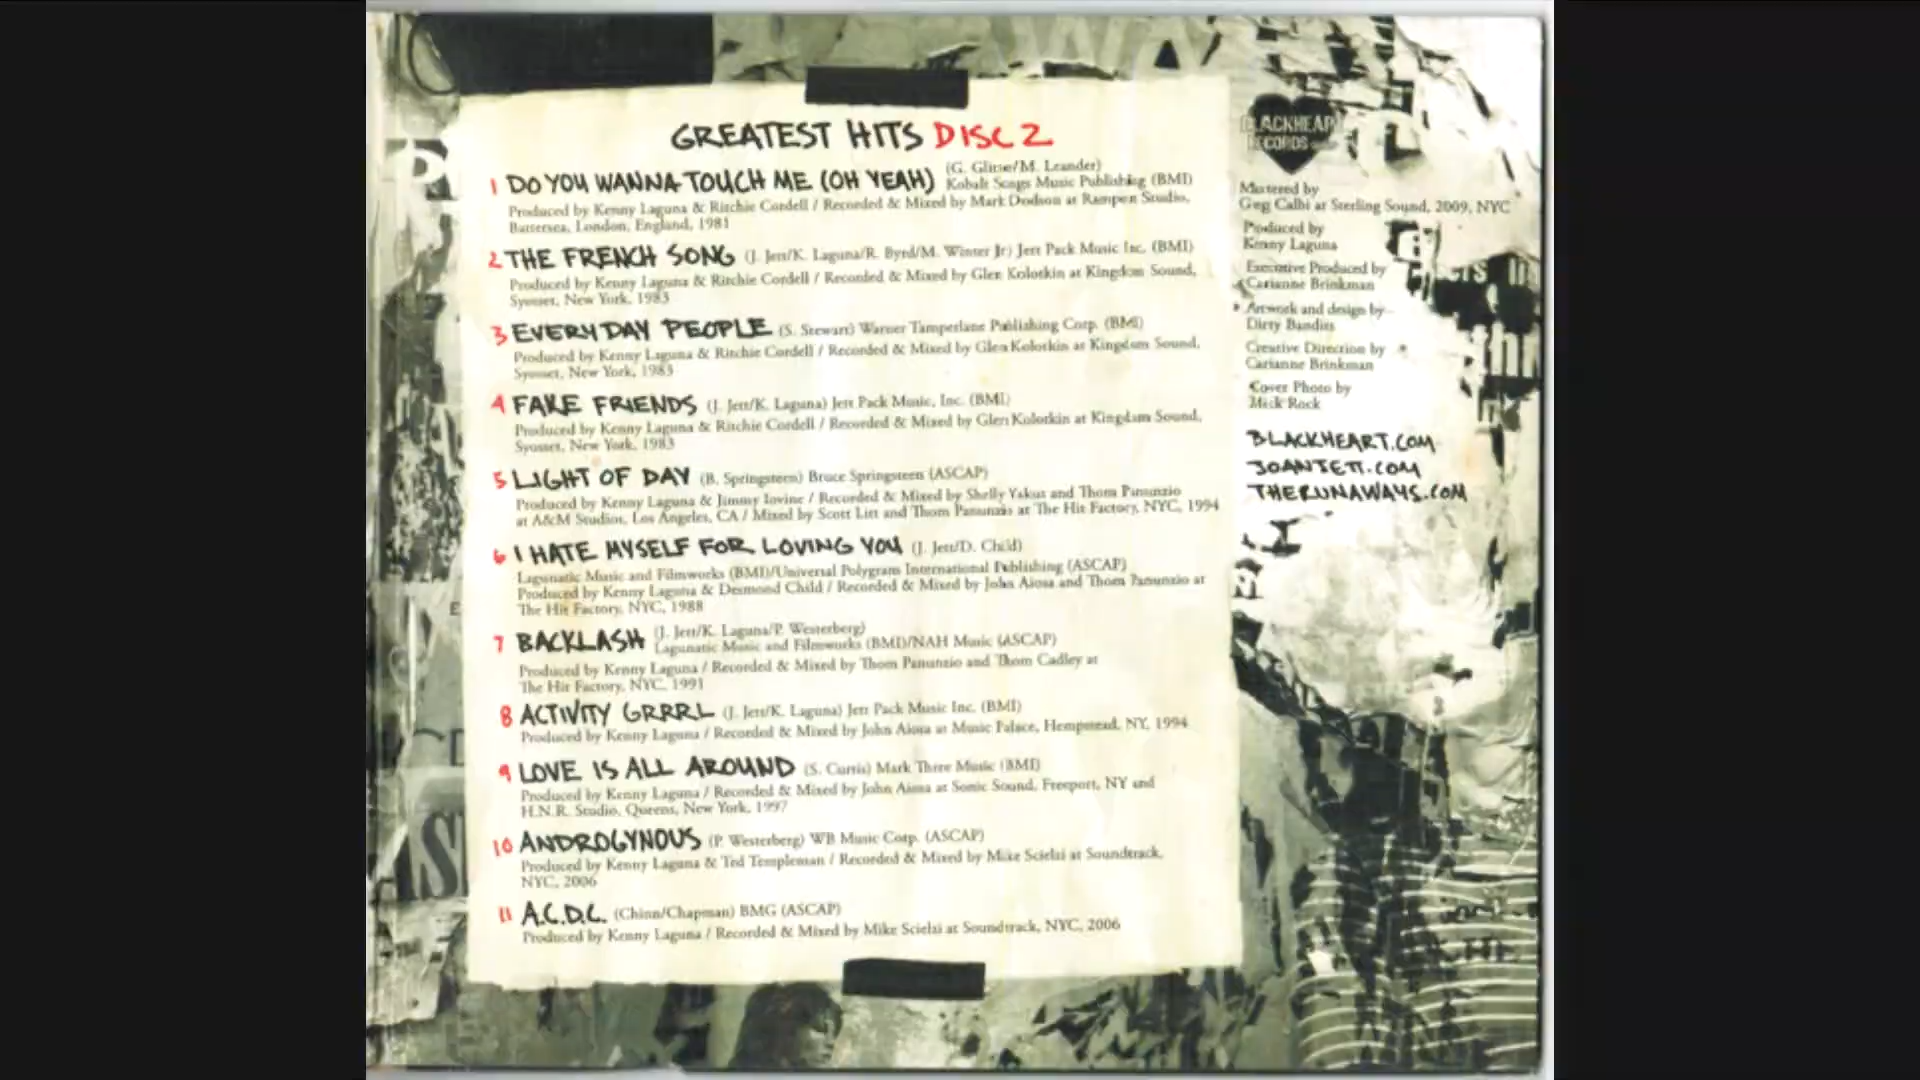 GREATEST HITS DISC 2
1 DO YOU WANNA TOUCH ME (OH YEAH) (G. Glitter/M. Leander)
Kobalt Songs Music Publishing (BMI)
Produced by Kenny Laguna & Ritchie Cordell / Recorded & Mixed by Mark Dodson at Ramport Studio,
Battersea, London, England, 1981
2 THE FRENCH SONG (J. Jett/K. Laguna/R. Byrd/M. Winter Jr) Jett Pack Music Inc. (BMI)
Produced by Kenny Laguna & Ritchie Cordell / Recorded & Mixed by Glen Kolotkin at Kingdom Sound,
Syosset, New York, 1983
3 EVERYDAY PEOPLE (S. Stewart) Warner Tamperlane Publishing Corp. (BMI)
Produced by Kenny Laguna & Ritchie Cordell / Recorded & Mixed by Glen Kolotkin at Kingdom Sound,
Syosset, New York, 1983
4 FAKE FRIENDS (J. Jett/K. Laguna) Jett Pack Music, Inc. (BMI)
Produced by Kenny Laguna & Ritchie Cordell / Recorded & Mixed by Glen Kolotkin at Kingdom Sound,
Syosset, New York, 1983
5 LIGHT OF DAY (B. Springsteen) Bruce Springsteen (ASCAP)
Produced by Kenny Laguna & Jimmy Iovine / Recorded & Mixed by Shelly Yakus and Thom Panunzio
at A&M Studios, Los Angeles, CA / Mixed by Scott Litt and Thom Panunzio at The Hit Factory, NYC, 1994
6 I HATE MYSELF FOR LOVING YOU (J. Jett/D. Child)
Lagunatic Music and Filmworks (BMI)/Universal Polygram International Publishing (ASCAP)
Produced by Kenny Laguna & Desmond Child / Recorded & Mixed by John Aiosa and Thom Panunzio at
The Hit Factory, NYC, 1988
7 BACKLASH (J. Jett/K. Laguna/P. Westerberg)
Lagunatic Music and Filmworks (BMI)/NAH Music (ASCAP)
Produced by Kenny Laguna / Recorded & Mixed by Thom Panunzio and Thom Cadley at
The Hit Factory, NYC, 1991
8 ACTIVITY GRRRL (J. Jett/K. Laguna) Jett Pack Music Inc. (BMI)
Produced by Kenny Laguna / Recorded & Mixed by John Aiosa at Music Palace, Hempstead, NY, 1994
9 LOVE IS ALL AROUND (S. Curtis) Mark Three Music (BMI)
Produced by Kenny Laguna / Recorded & Mixed by John Aiosa at Sonic Sound, Freeport, NY and
H.N.R. Studio, Queens, New York, 1997
10 ANDROGYNOUS (P. Westerberg) WB Music Corp. (ASCAP)
Produced by Kenny Laguna & Ted Templeman / Recorded & Mixed by Mike Scielzi at Soundtrack,
NYC, 2006
11 A.C.D.C. (Chinn/Chapman) BMG (ASCAP)
Produced by Kenny Laguna / Recorded & Mixed by Mike Scielzi at Soundtrack, NYC, 2006
BLACKHEART
RECORDS
Mastered by
Greg Calbi at Sterling Sound, 2009, NYC
Produced by
Kenny Laguna
Executive Produced by
Carianne Brinkman
Artwork and design by
Dirty Bandits
Creative Direction by
Carianne Brinkman
Cover Photo by
Mick Rock
BLACKHEART.COM
JOANJETT.COM
THERUNAWAYS.COM